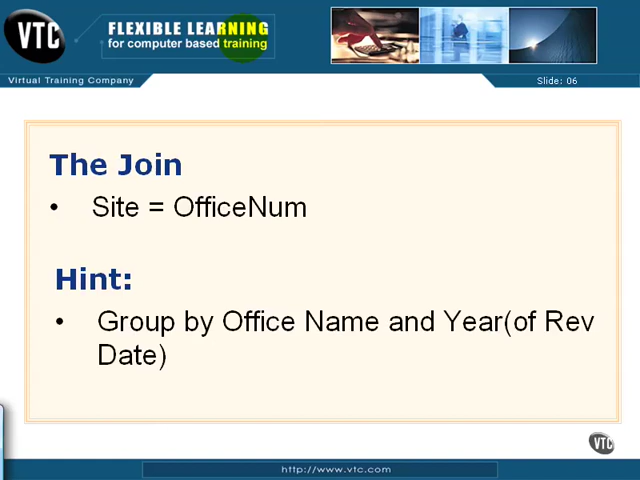 VTC
FLEXIBLE LEARNING
for computer based training
Virtual Training Company
Slide: 06
The Join
• Site = OfficeNum
Hint:
• Group by Office Name and Year(of Rev
Date)
VTC
http://www.vtc.com